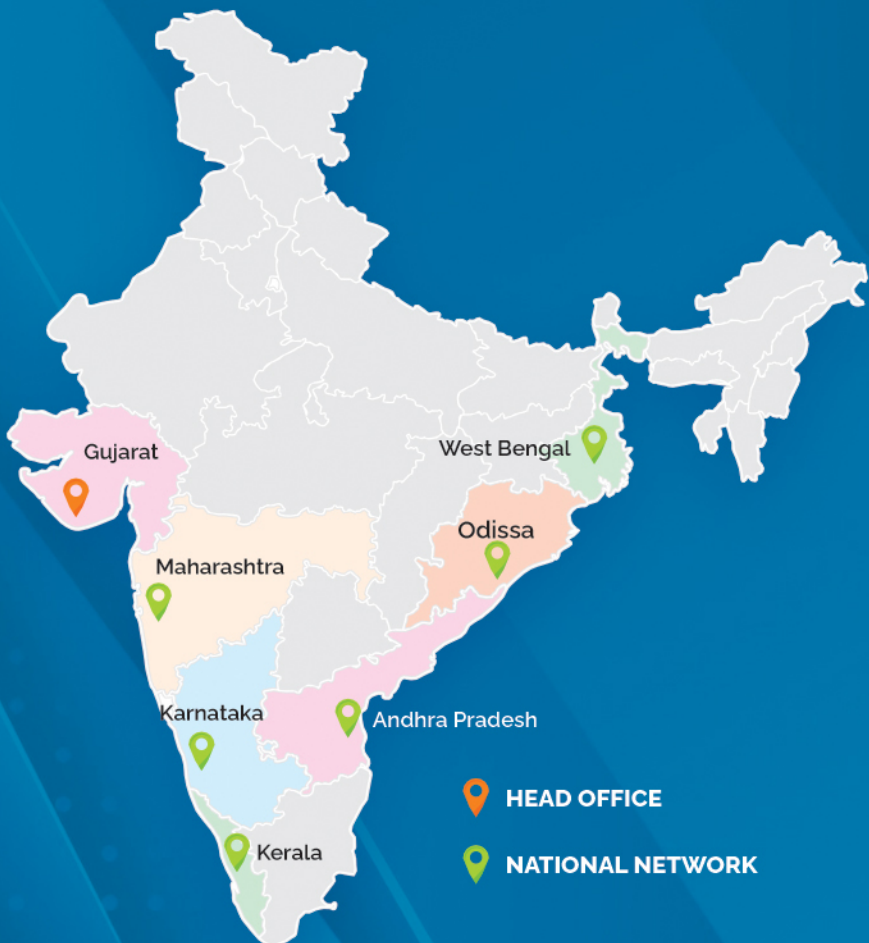 Gujarat
West Bengal
Odissa
Maharashtra
Karnataka
Andhra Pradesh
HEAD OFFICE
Kerala
NATIONAL NETWORK